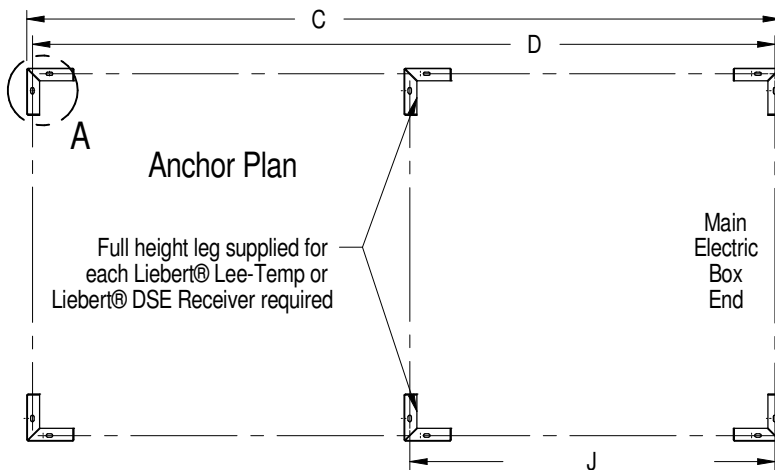 C
D
A
Anchor Plan
Full height leg supplied for
each Liebert® Lee-Temp or
Liebert® DSE Receiver required
Main
Electric
Box
End
J